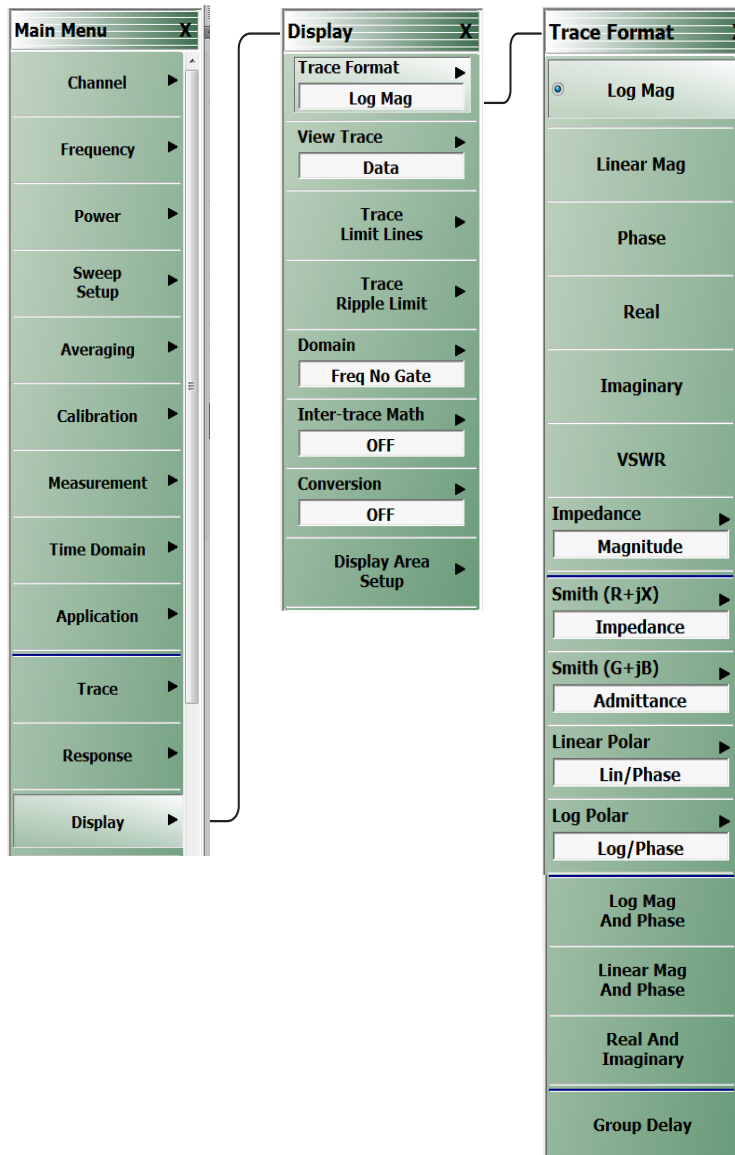 Main Menu X
Channel
Frequency
Power
Sweep
Setup
Averaging
Calibration
Measurement
Time Domain
Application
Trace
Response
Display
Display X
Trace Format
Log Mag
View Trace
Data
Trace
Limit Lines
Trace
Ripple Limit
Domain
Freq No Gate
Inter-trace Math
OFF
Conversion
OFF
Display Area
Setup
Trace Format X
Log Mag
Linear Mag
Phase
Real
Imaginary
VSWR
Impedance
Magnitude
Smith (R+jX)
Impedance
Smith (G+jB)
Admittance
Linear Polar
Lin/Phase
Log Polar
Log/Phase
Log Mag
And Phase
Linear Mag
And Phase
Real And
Imaginary
Group Delay